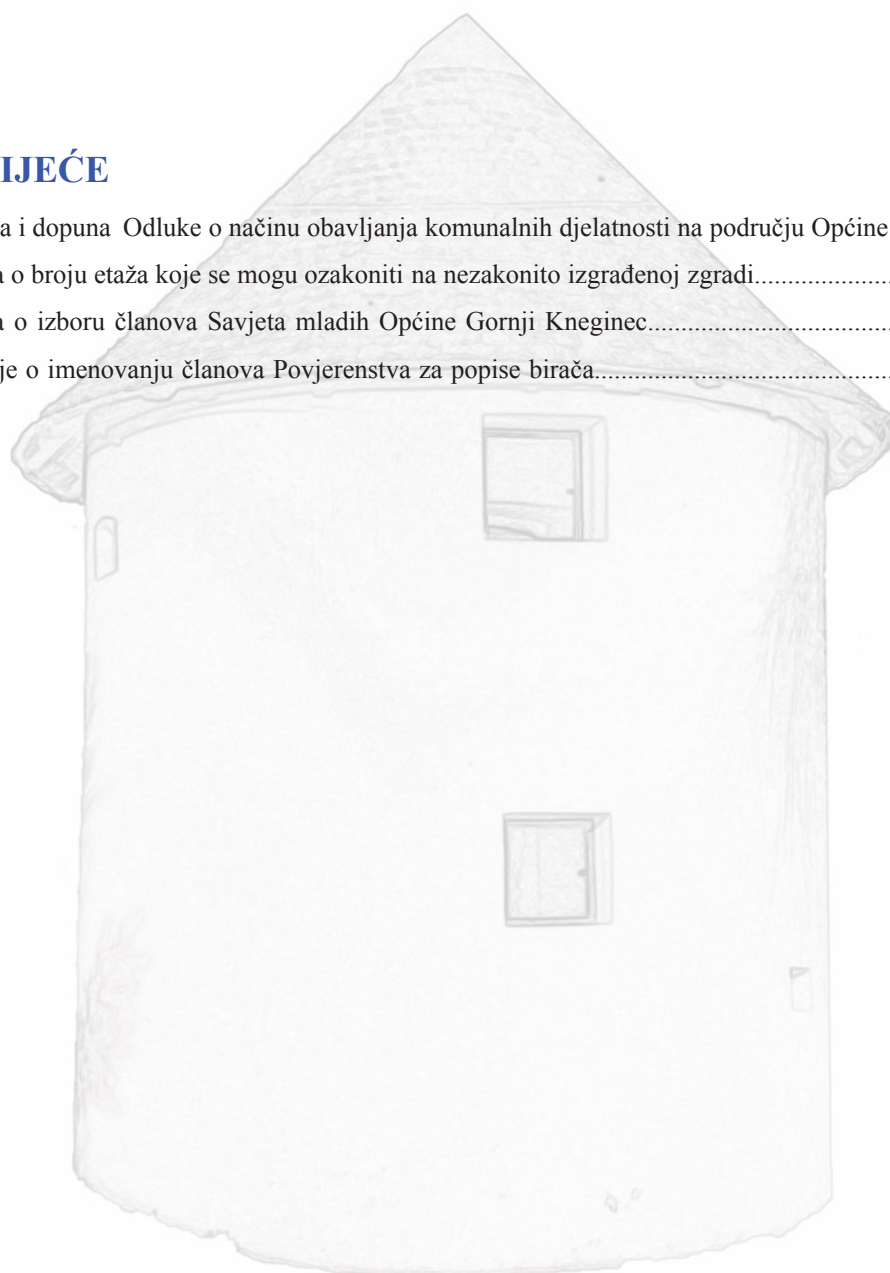 IJEĆE
a i dopuna Odluke o načinu obavljanja komunalnih djelatnosti na području Općine
a o broju etaža koje se mogu ozakoniti na nezakonito izgrađenoj zgradi......................
a o izboru članova Savjeta mladih Općine Gornji Kneginec.......................................
je o imenovanju članova Povjerenstva za popise birača................................................